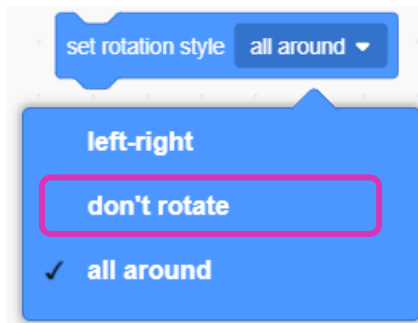 set rotation style all around
left-right
don't rotate
✓ all around